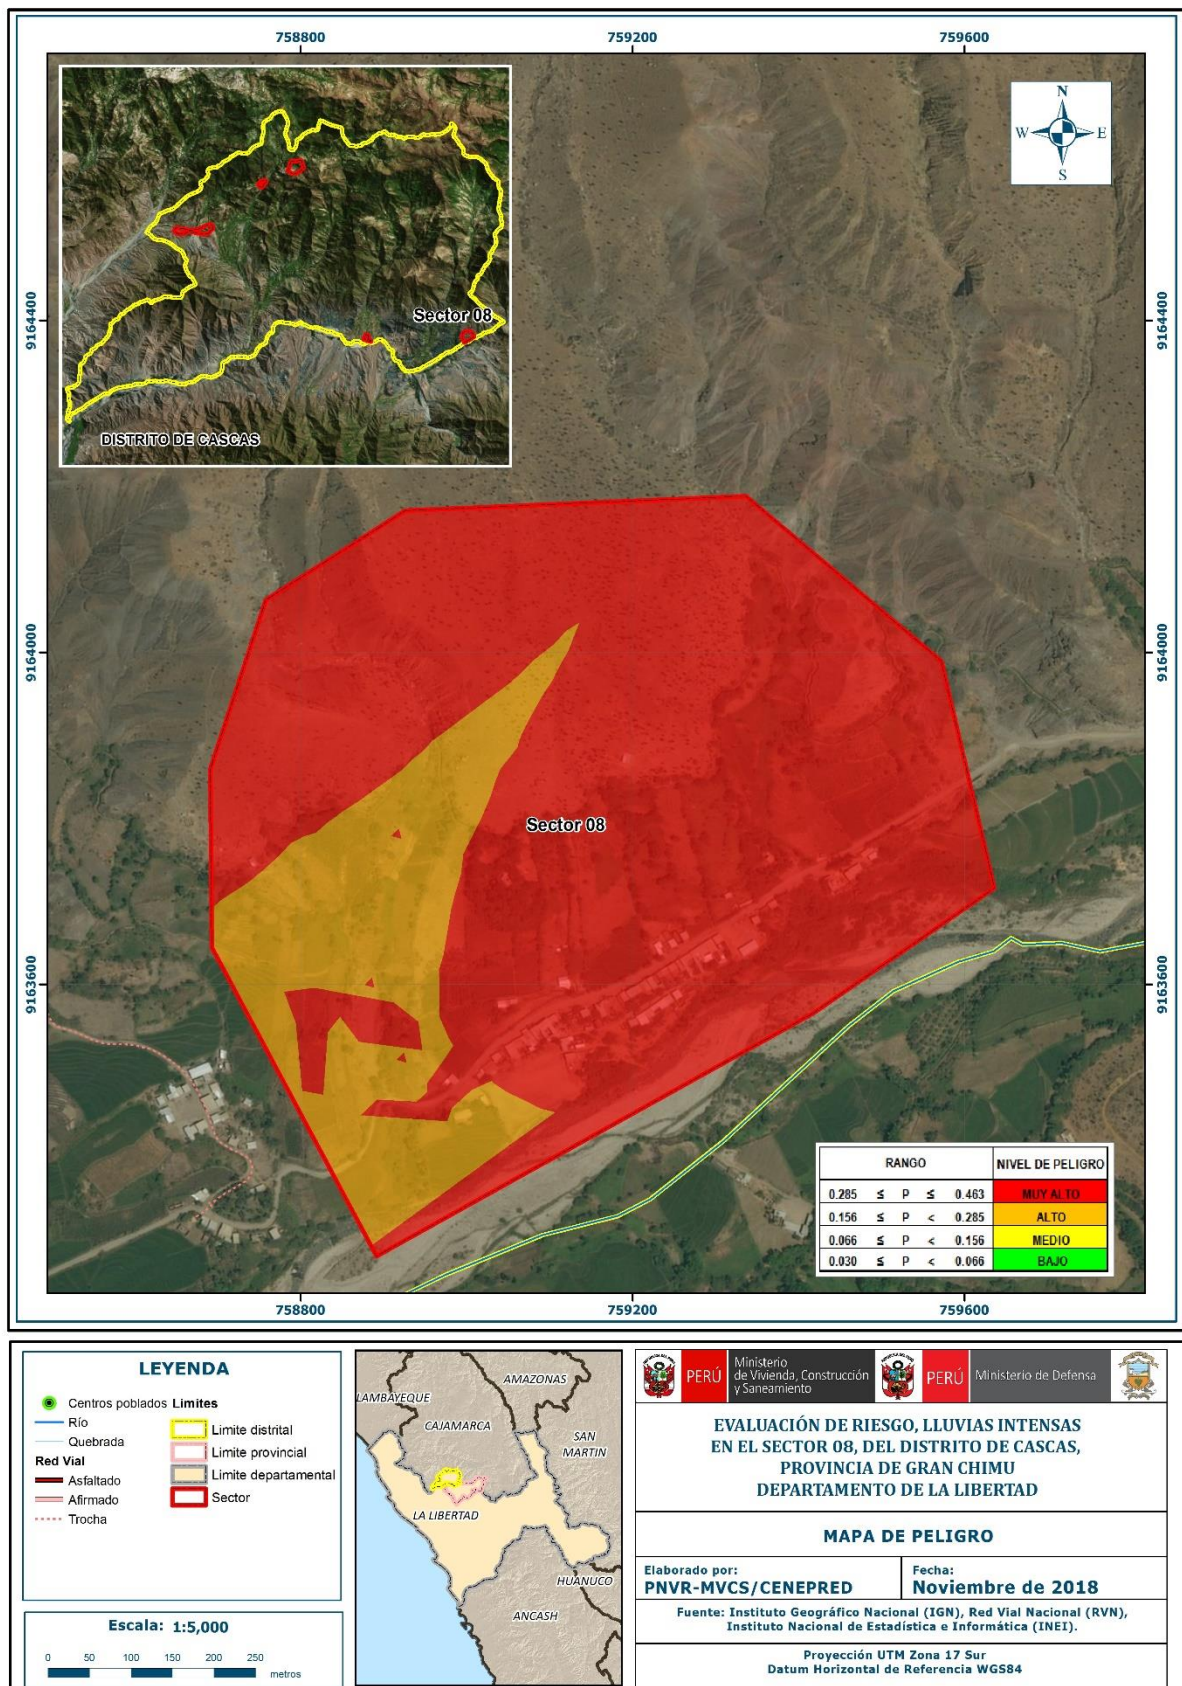 758800 759200 759600
N
W E
S
Sector 08
DISTRITO DE CASCAS
9164400 9164400
9164000 9164000
Sector 08
9163600 9163600
RANGO NIVEL DE PELIGRO
0.285 ≤ P ≤ 0.463 MUY ALTO
0.156 ≤ P < 0.285 ALTO
0.066 ≤ P < 0.156 MEDIO
0.030 ≤ P < 0.066 BAJO
758800 759200 759600
LEYENDA
Centros poblados
Río
Quebrada
Red Vial
Asfaltado
Afirmado
Trocha
Limites
Limite distrital
Limite provincial
Limite departamental
Sector
Escala: 1:5,000
0 50 100 150 200 250
metros
AMAZONAS
LAMBAYEQUE
CAJAMARCA
SAN
MARTIN
LA LIBERTAD
HUANUCO
ANCASH
PERÚ
Ministerio
de Vivienda, Construcción
y Saneamiento
PERÚ
Ministerio de Defensa
EVALUACIÓN DE RIESGO, LLUVIAS INTENSAS
EN EL SECTOR 08, DEL DISTRITO DE CASCAS,
PROVINCIA DE GRAN CHIMU
DEPARTAMENTO DE LA LIBERTAD
MAPA DE PELIGRO
Elaborado por:
PNVR-MVCS/CENEPRED
Fecha:
Noviembre de 2018
Fuente: Instituto Geográfico Nacional (IGN), Red Vial Nacional (RVN),
Instituto Nacional de Estadística e Informática (INEI).
Proyección UTM Zona 17 Sur
Datum Horizontal de Referencia WGS84